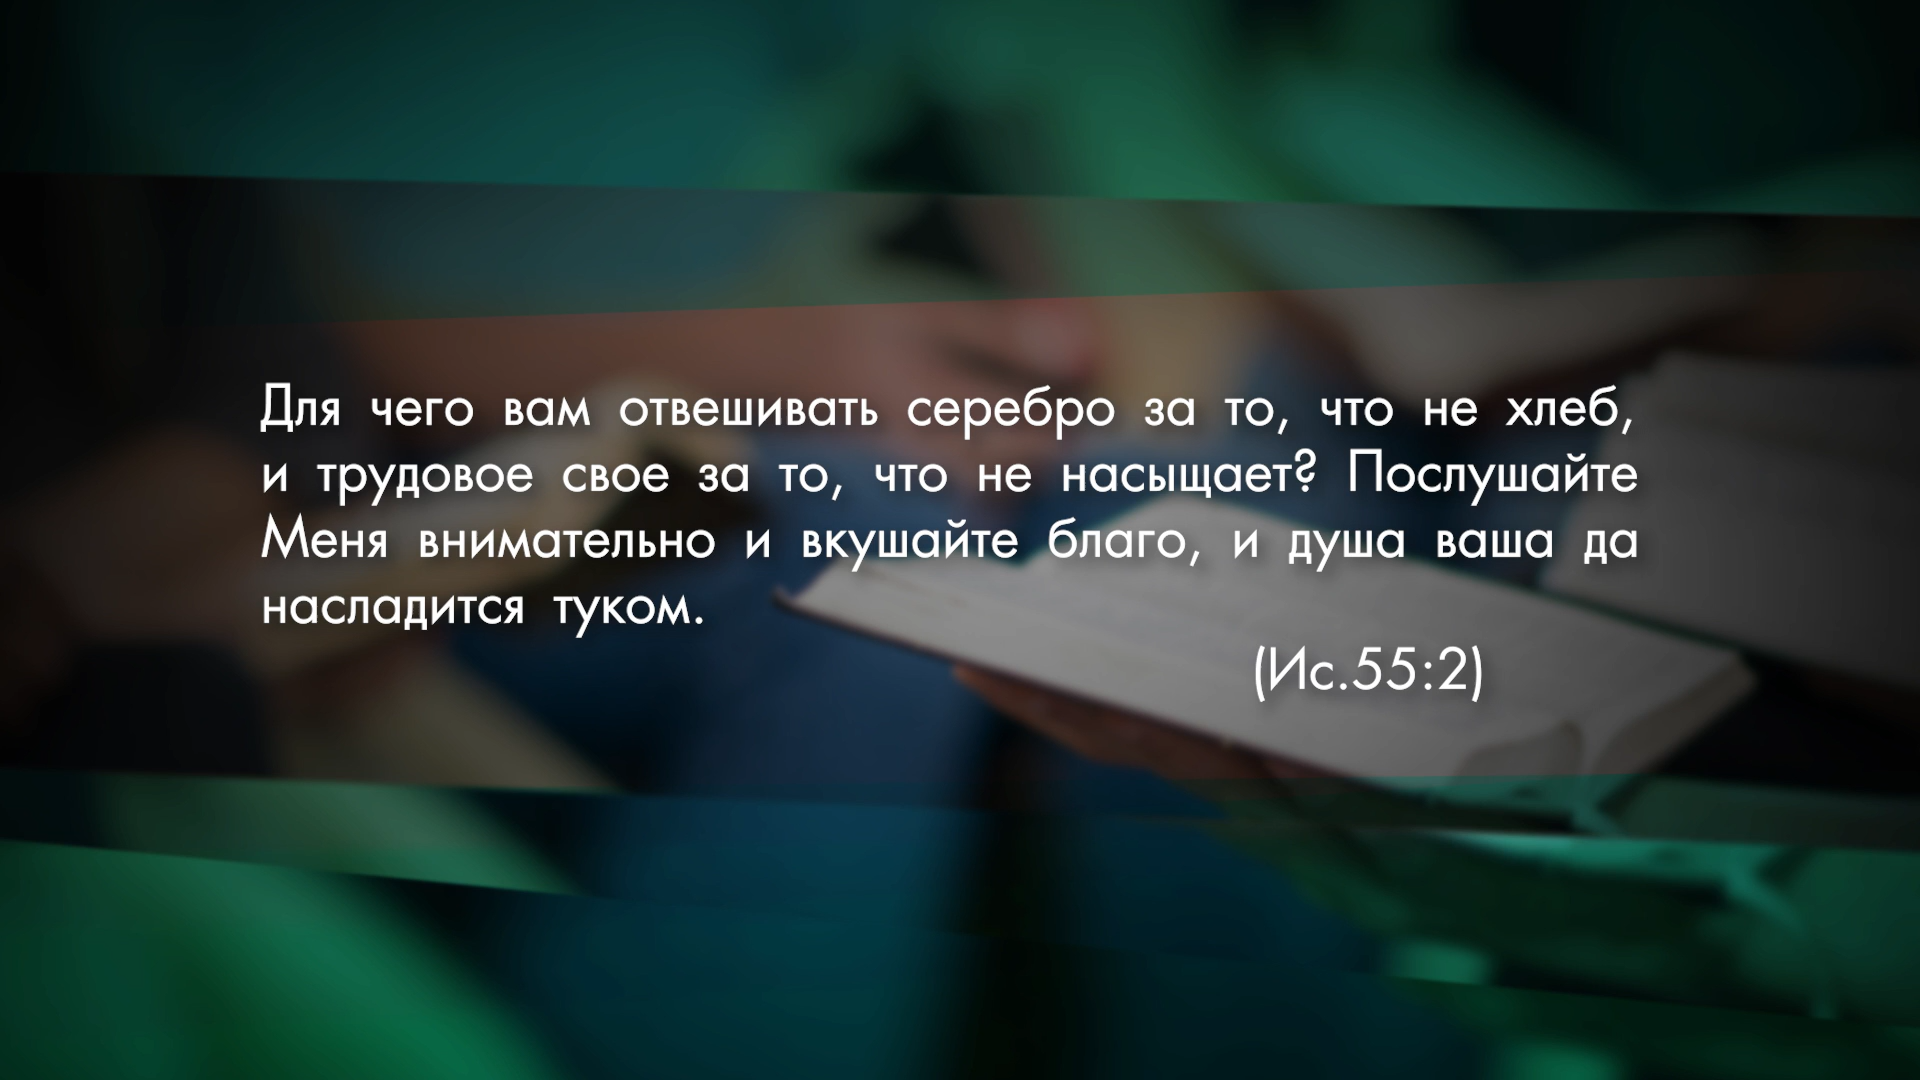 Для чего вам отвешивать серебро за то, что не хлеб,
и трудовое свое за то, что не насыщает? Послушайте
Меня внимательно и вкушайте благо, и душа ваша да
насладится туком.
(Ис.55:2)